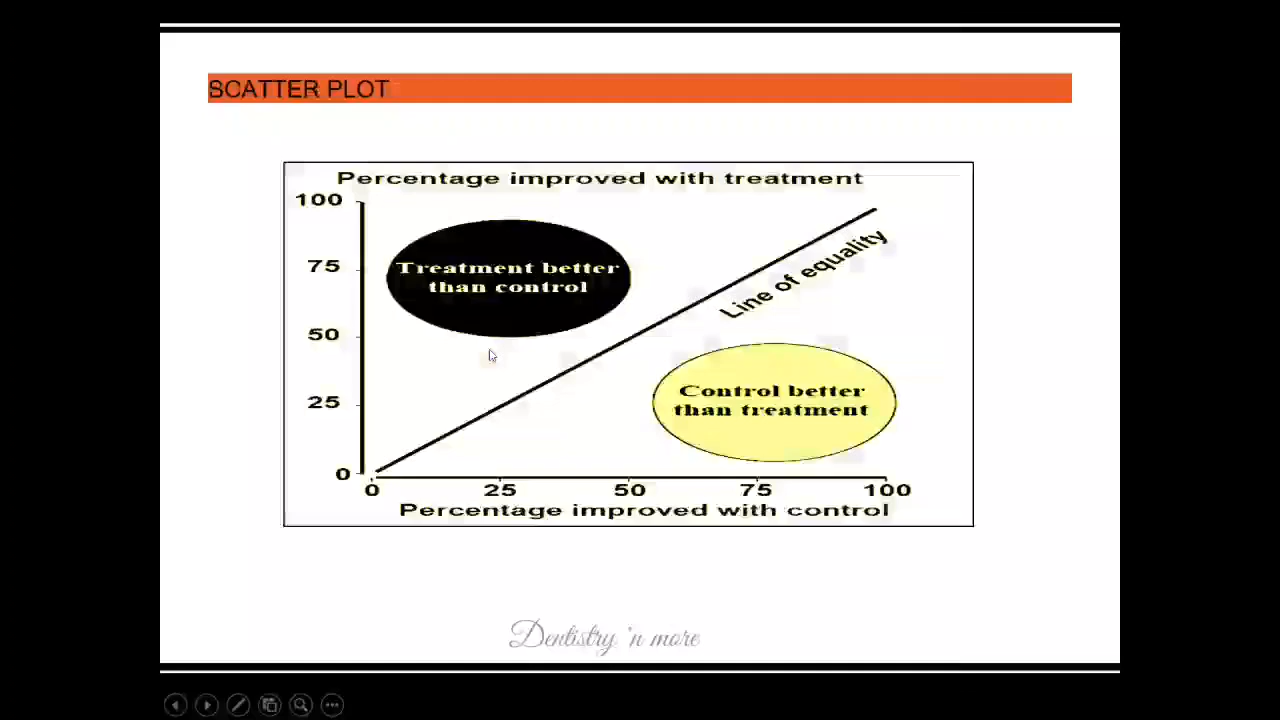 SCATTER PLOT
Percentage improved with treatment
100
75
50
25
0
Treatment better
than control
Line of equality
Control better
than treatment
0 25 50 75 100
Percentage improved with control
Dentistry 'n more